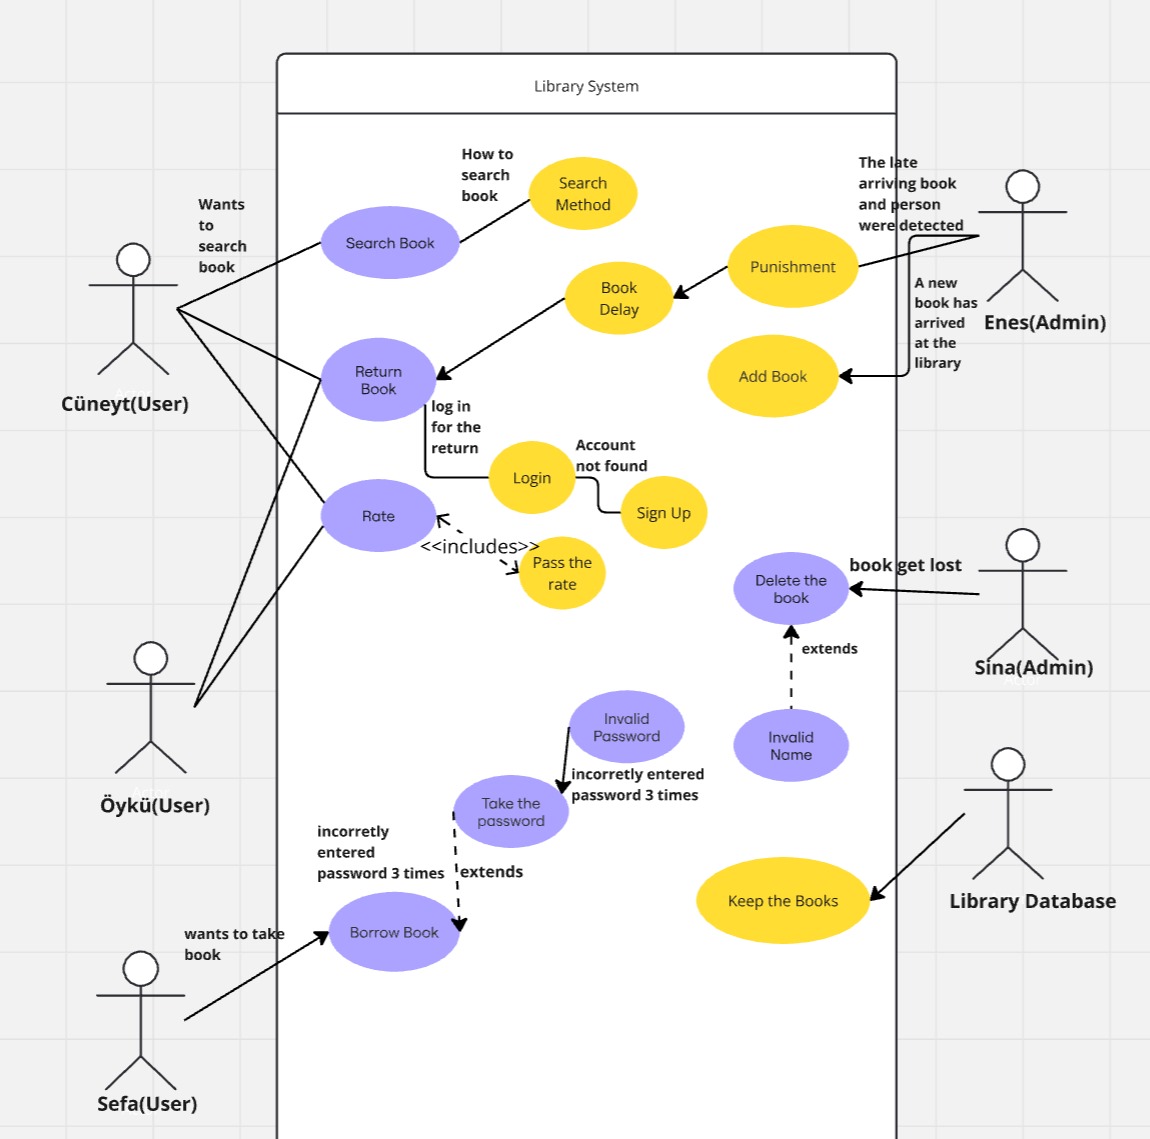 Library System
How to
search
book
Search
Method
Wants
to
search
book
Search Book
The late
arriving book
and person
were detected
Punishment
Book
Delay
A new
book has
arrived
at the
library
Enes(Admin)
Cüneyt(User)
Return
Book
Add Book
log in
for the
return
Login
Account
not found
Sign Up
Rate
<<includes>>
Pass the
rate
Delete the
book
book get lost
extends
Sina(Admin)
Invalid
Name
Invalid
Password
incorretly entered
password 3 times
Take the
password
Öykü(User)
incorretly
entered
password 3 times
extends
Keep the Books
Library Database
Borrow Book
wants to take
book
Sefa(User)